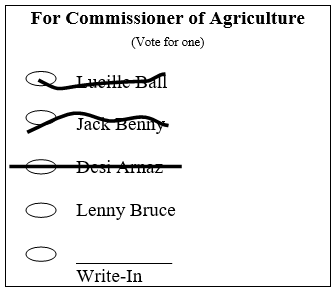 For Commissioner of Agriculture
(Vote for one)
Lucille Ball
Jack Benny
Desi Arnaz
Lenny Bruce
Write-In